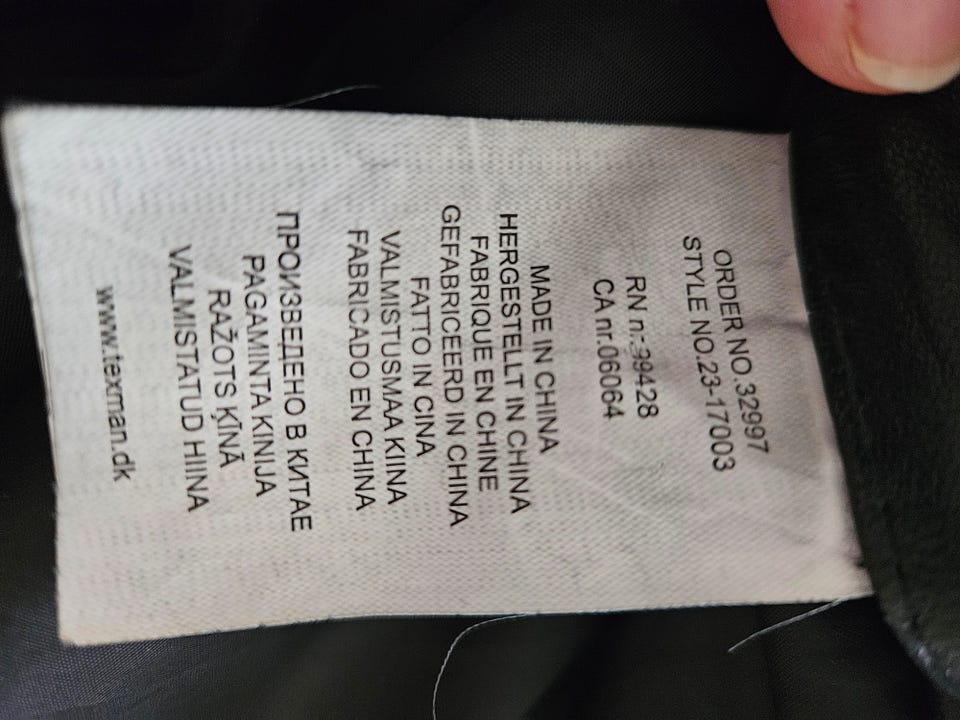 ORDER NO.32997
STYLE NO.23-17003
RN n.:99428
CA nr.06064
MADE IN CHINA
HERGESTELLT IN CHINA
FABRIQUE EN CHINE
GEFABRICEERD IN CHINA
FATTO IN CINA
VALMISTUSMAA KIINA
FABRICADO EN CHINA
ПРОИЗВЕДЕНО В КИТАЕ
PAGAMINTA KINIJA
RAŽOTS ĶĪNĀ
VALMISTATUD HIINA
www.texman.dk